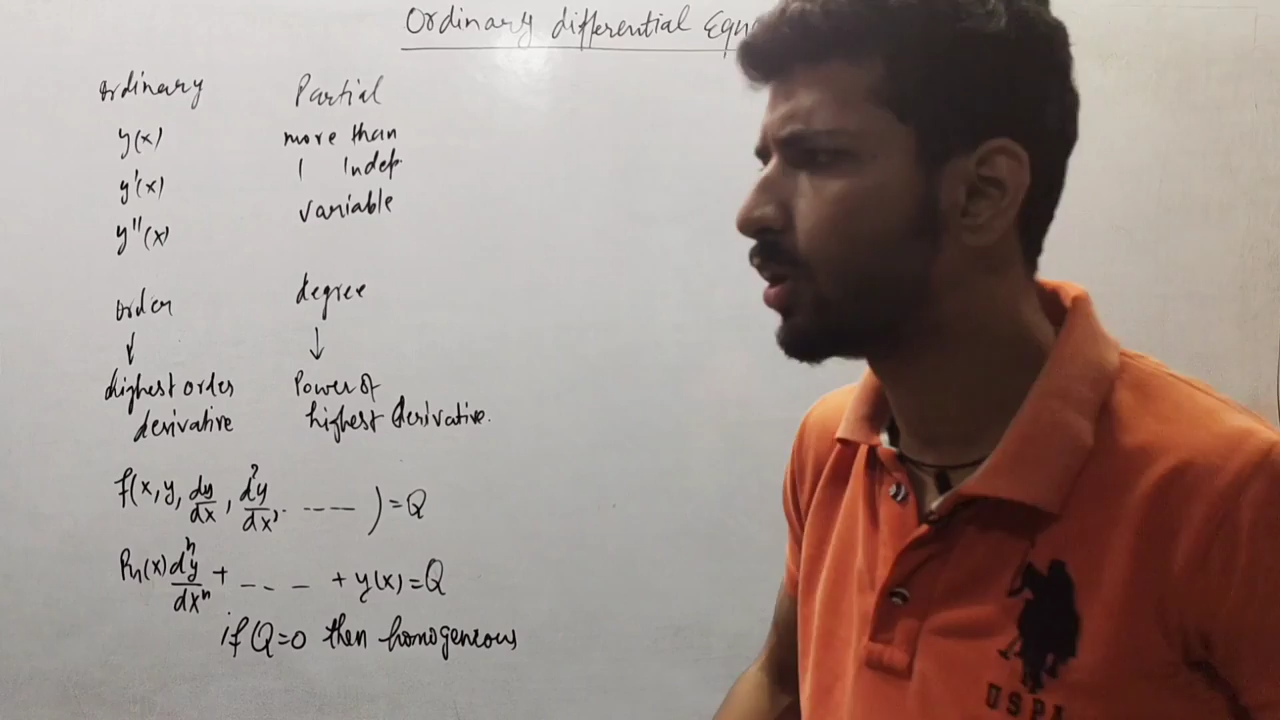 Ordinary differential Equ
ordinary Partial
y(x) more than
y'(x) 1 Indep.
y''(x) variable
order degree
↓ ↓
highest order Power of
derivative highest derivative.
f(x, y, dy/dx, d²y/dx², ----- ) = Q
Pn(x) dⁿy/dxⁿ + - - - + y(x) = Q
if Q=0 then homogeneous
USPA